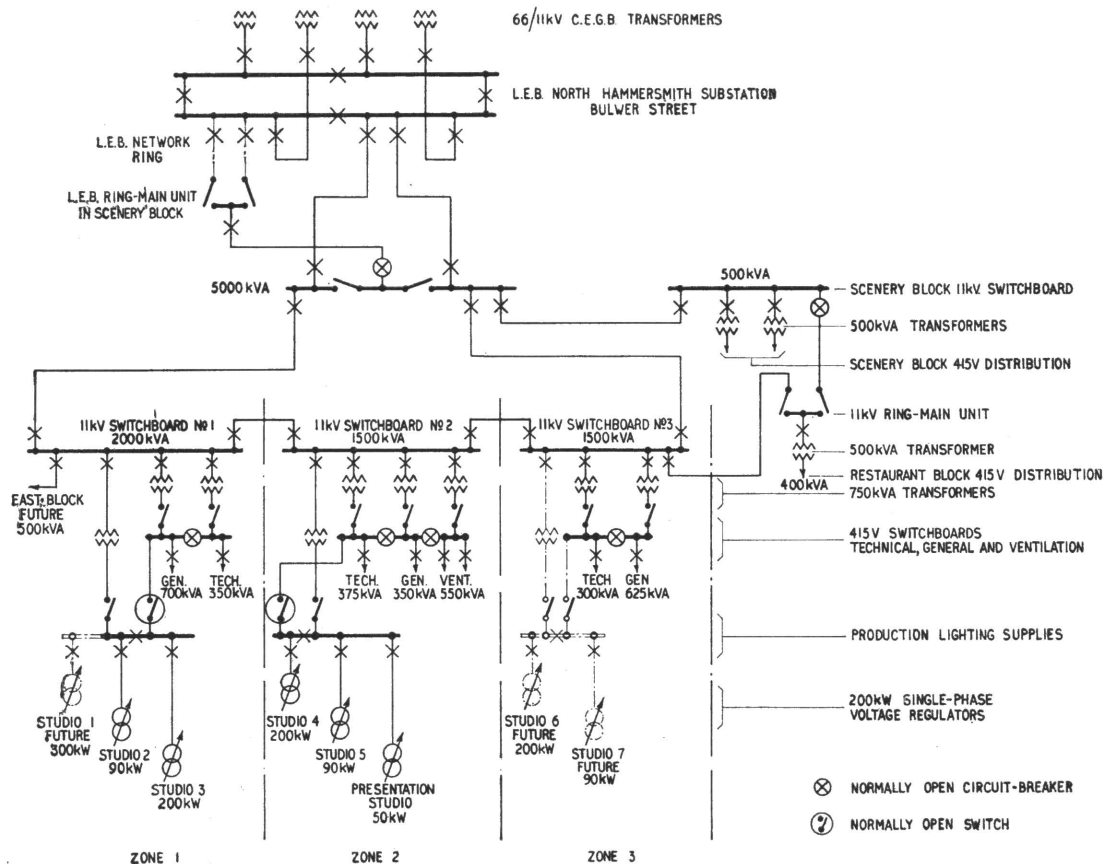 66/11kV C.E.G.B. TRANSFORMERS
L.E.B. NORTH HAMMERSMITH SUBSTATION
BULWER STREET
L.E.B. NETWORK
RING
L.E.B. RING-MAIN UNIT
IN SCENERY BLOCK
5000 kVA
500kVA
SCENERY BLOCK 11kV SWITCHBOARD
500kVA TRANSFORMERS
SCENERY BLOCK 415V DISTRIBUTION
11kV RING-MAIN UNIT
500kVA TRANSFORMER
RESTAURANT BLOCK 415V DISTRIBUTION
400kVA
750kVA TRANSFORMERS
415V SWITCHBOARDS
TECHNICAL, GENERAL AND VENTILATION
PRODUCTION LIGHTING SUPPLIES
200kW SINGLE-PHASE
VOLTAGE REGULATORS
11kV SWITCHBOARD Nº1
2000kVA
11kV SWITCHBOARD Nº2
1500kVA
11kV SWITCHBOARD Nº3
1500kVA
EAST BLOCK
FUTURE
500kVA
GEN.
700kVA
TECH.
350kVA
TECH.
375kVA
GEN.
350kVA
VENT.
550kVA
TECH
300kVA
GEN
625kVA
STUDIO 1
FUTURE
300kW
STUDIO 2
90kW
STUDIO 3
200kW
STUDIO 4
200kW
STUDIO 5
90kW
PRESENTATION
STUDIO
50kW
STUDIO 6
FUTURE
200kW
STUDIO 7
FUTURE
90kW
NORMALLY OPEN CIRCUIT-BREAKER
NORMALLY OPEN SWITCH
ZONE 1
ZONE 2
ZONE 3